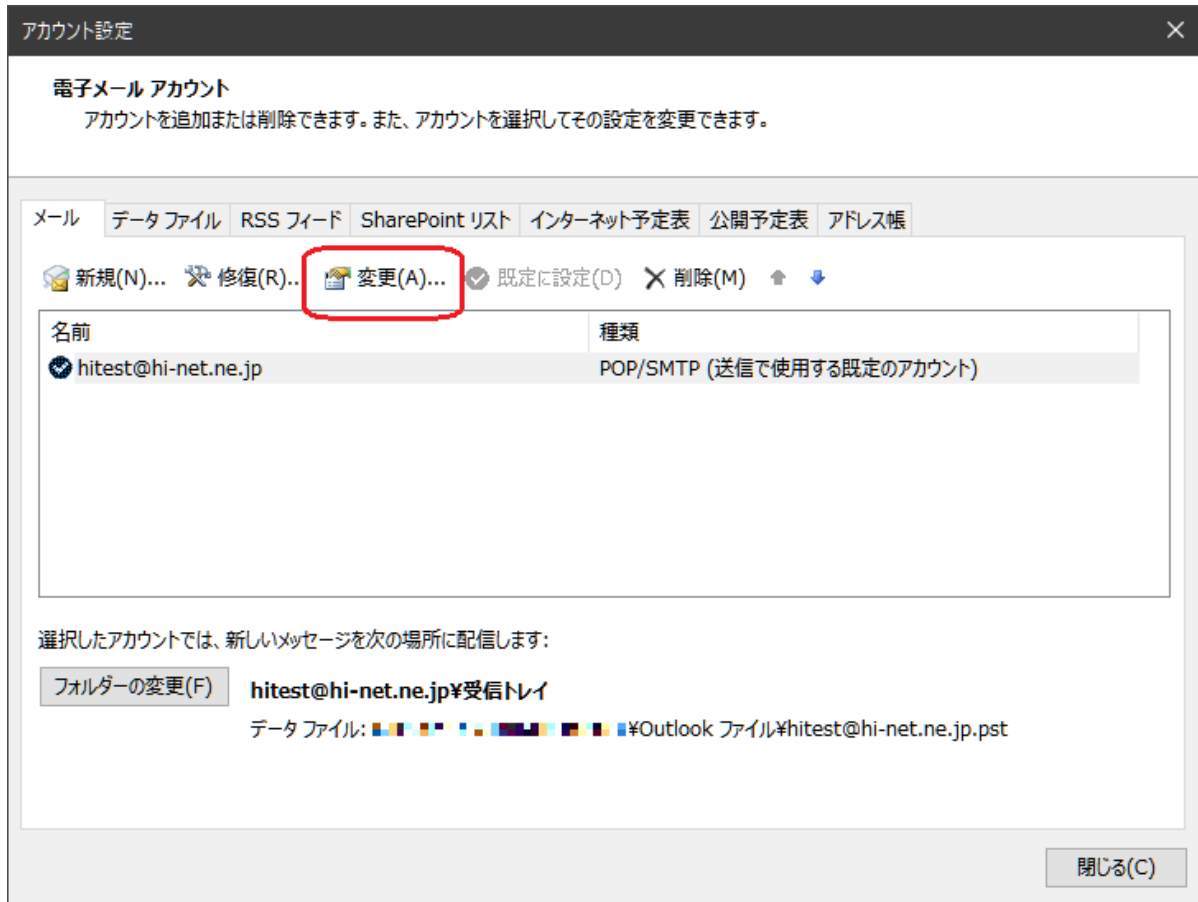 アカウント設定
電子メール アカウント
アカウントを追加または削除できます。また、アカウントを選択してその設定を変更できます。
メール データ ファイル RSS フィード SharePoint リスト インターネット予定表 公開予定表 アドレス帳
新規(N)... 修復(R).. 変更(A)... 既定に設定(D) 削除(M)
名前 種類
hitest@hi-net.ne.jp POP/SMTP (送信で使用する既定のアカウント)
選択したアカウントでは、新しいメッセージを次の場所に配信します:
フォルダーの変更(F) hitest@hi-net.ne.jp¥受信トレイ
データ ファイル: ¥Outlook ファイル¥hitest@hi-net.ne.jp.pst
閉じる(C)